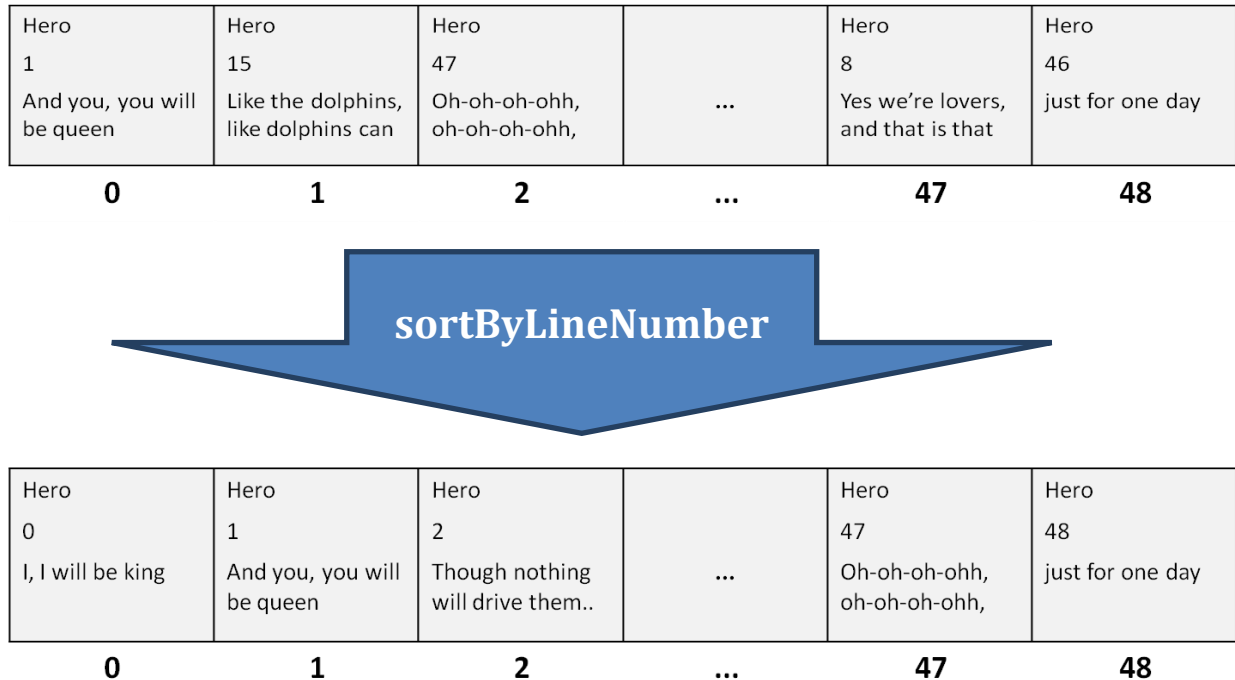 Hero
1
And you, you will
be queen
Hero
15
Like the dolphins,
like dolphins can
Hero
47
Oh-oh-oh-ohh,
oh-oh-oh-ohh,
...
Hero
8
Yes we're lovers,
and that is that
Hero
46
just for one day
0 1 2 ... 47 48
sortByLineNumber
Hero
0
I, I will be king
Hero
1
And you, you will
be queen
Hero
2
Though nothing
will drive them..
...
Hero
47
Oh-oh-oh-ohh,
oh-oh-oh-ohh,
Hero
48
just for one day
0 1 2 ... 47 48